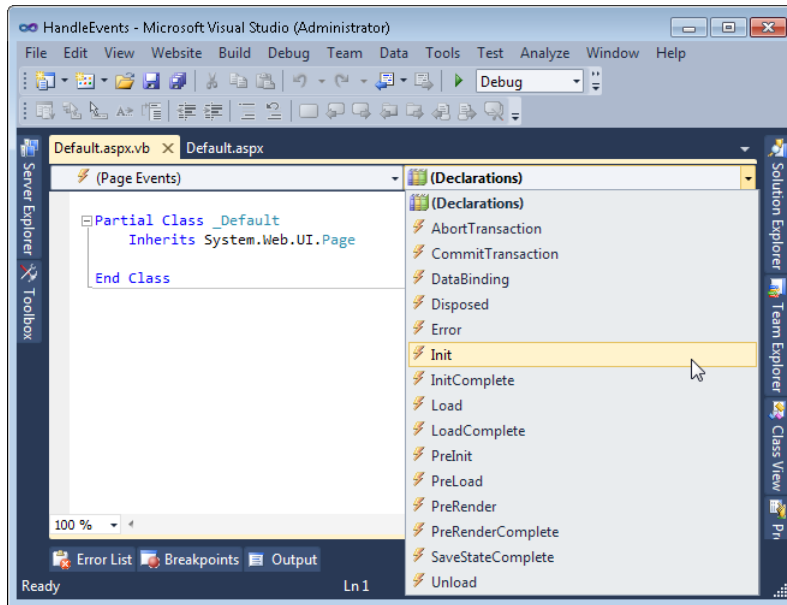 HandleEvents - Microsoft Visual Studio (Administrator)
File Edit View Website Build Debug Team Data Tools Test Analyze Window Help
Debug
Default.aspx.vb Default.aspx
(Page Events) (Declarations)
(Declarations)
AbortTransaction
CommitTransaction
DataBinding
Disposed
Error
Init
InitComplete
Load
LoadComplete
PreInit
PreLoad
PreRender
PreRenderComplete
SaveStateComplete
Unload
Partial Class _Default
Inherits System.Web.UI.Page
End Class
Server Explorer
Toolbox
Solution Explorer
Team Explorer
Class View
100 %
Error List Breakpoints Output
Ready Ln 1